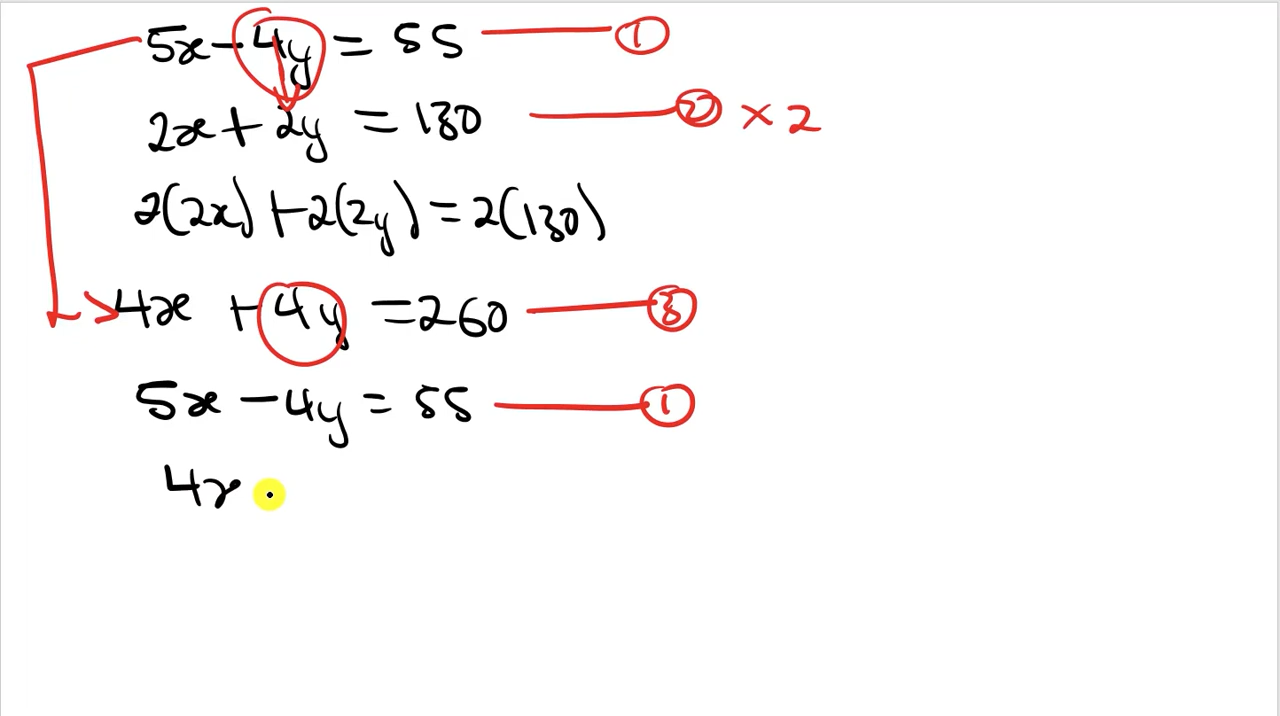 5x - 4y = 55 ①
2x + 2y = 130 ② × 2
2(2x) + 2(2y) = 2(130)
4x + 4y = 260 ③
5x - 4y = 55 ①
4x